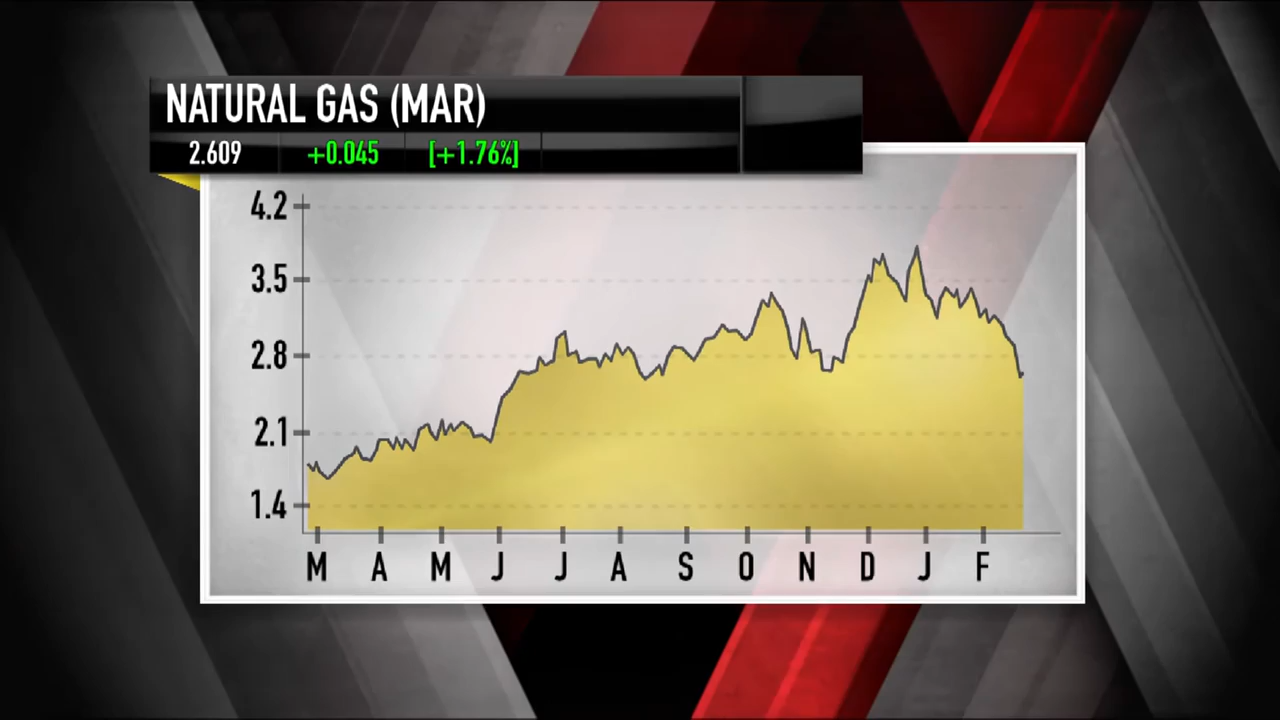 NATURAL GAS (MAR)
2.609 +0.045 [+1.76%]
4.2
3.5
2.8
2.1
1.4
M A M J J A S O N D J F